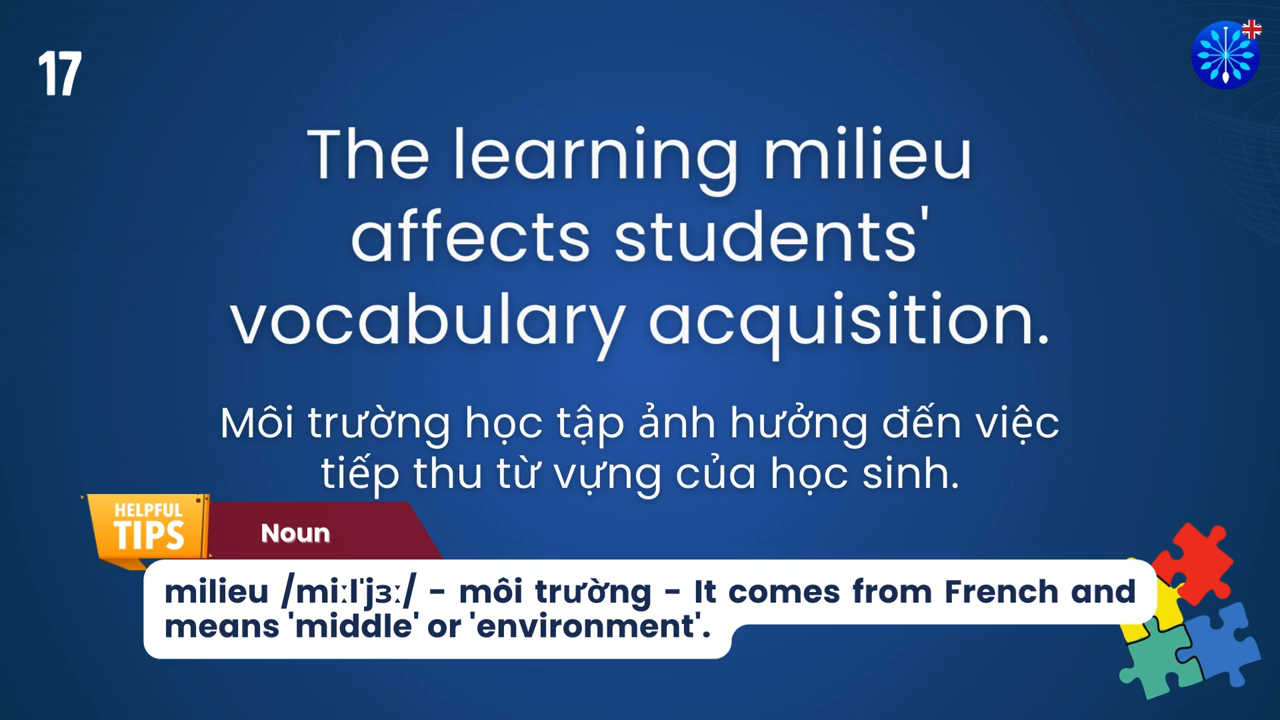 17
The learning milieu
affects students'
vocabulary acquisition.
Môi trường học tập ảnh hưởng đến việc
tiếp thu từ vựng của học sinh.
HELPFUL
TIPS
Noun
milieu /miːlˈjɜː/ - môi trường - It comes from French and
means 'middle' or 'environment'.